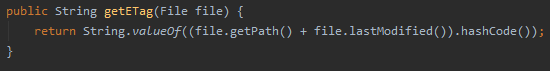 public String getETag(File file) {
    return String.valueOf((file.getPath() + file.lastModified()).hashCode());
}